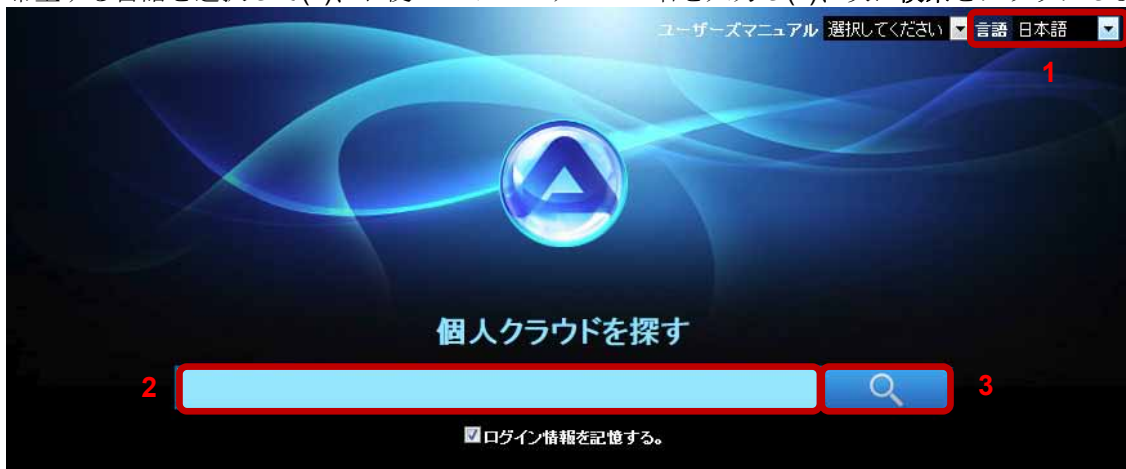 ユーザーズマニュアル 選択してください 言語 日本語
1
個人クラウドを探す
2
3
ログイン情報を記憶する。